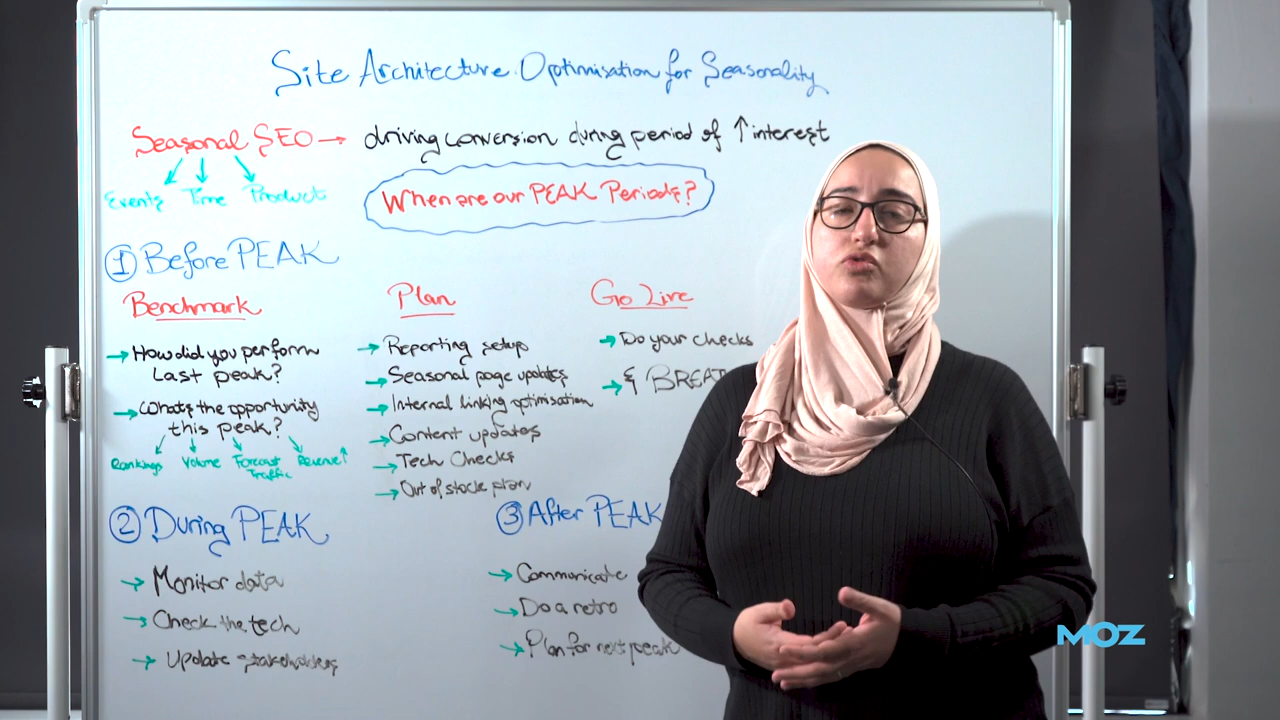 Site Architecture Optimisation for Seasonality
Seasonal SEO → driving conversion during period of ↑ interest
Events Time Product
When are our PEAK Periods?
① Before PEAK
Benchmark
→ How did you perform
last peak?
→ What's the opportunity
this peak?
Rankings Volume Forecast Traffic Revenue↑
Plan
→ Reporting setup
→ Seasonal page updates
→ Internal linking optimisation
→ Content updates
→ Tech Checks
→ Out of stock plan
Go Live
→ Do your checks
→ & BREAT
② During PEAK
→ Monitor data
→ Check the tech
→ Update stakeholders
③ After PEAK
→ Communicate
→ Do a retro
→ Plan for next peak
MOZ